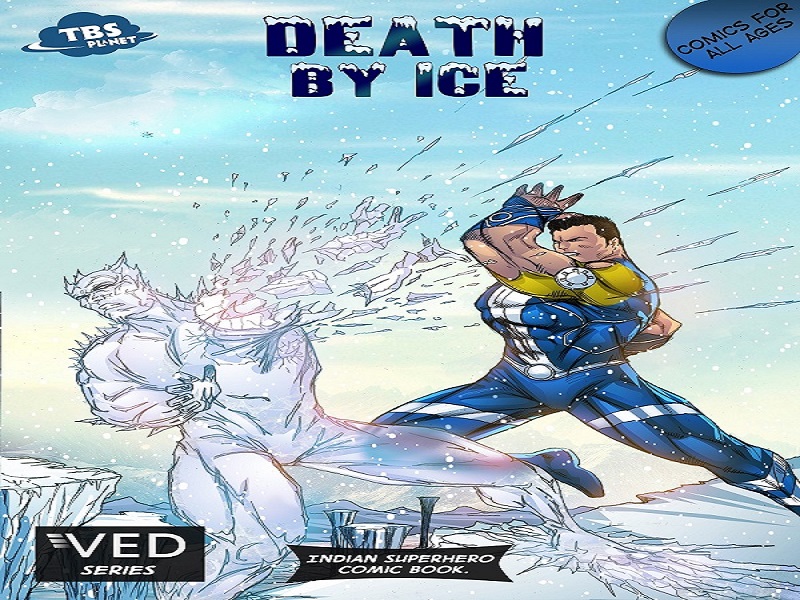 TBS
PLANET
DEATH
BY ICE
COMICS FOR
ALL AGES
VED
SERIES
INDIAN SUPERHERO
COMIC BOOK.